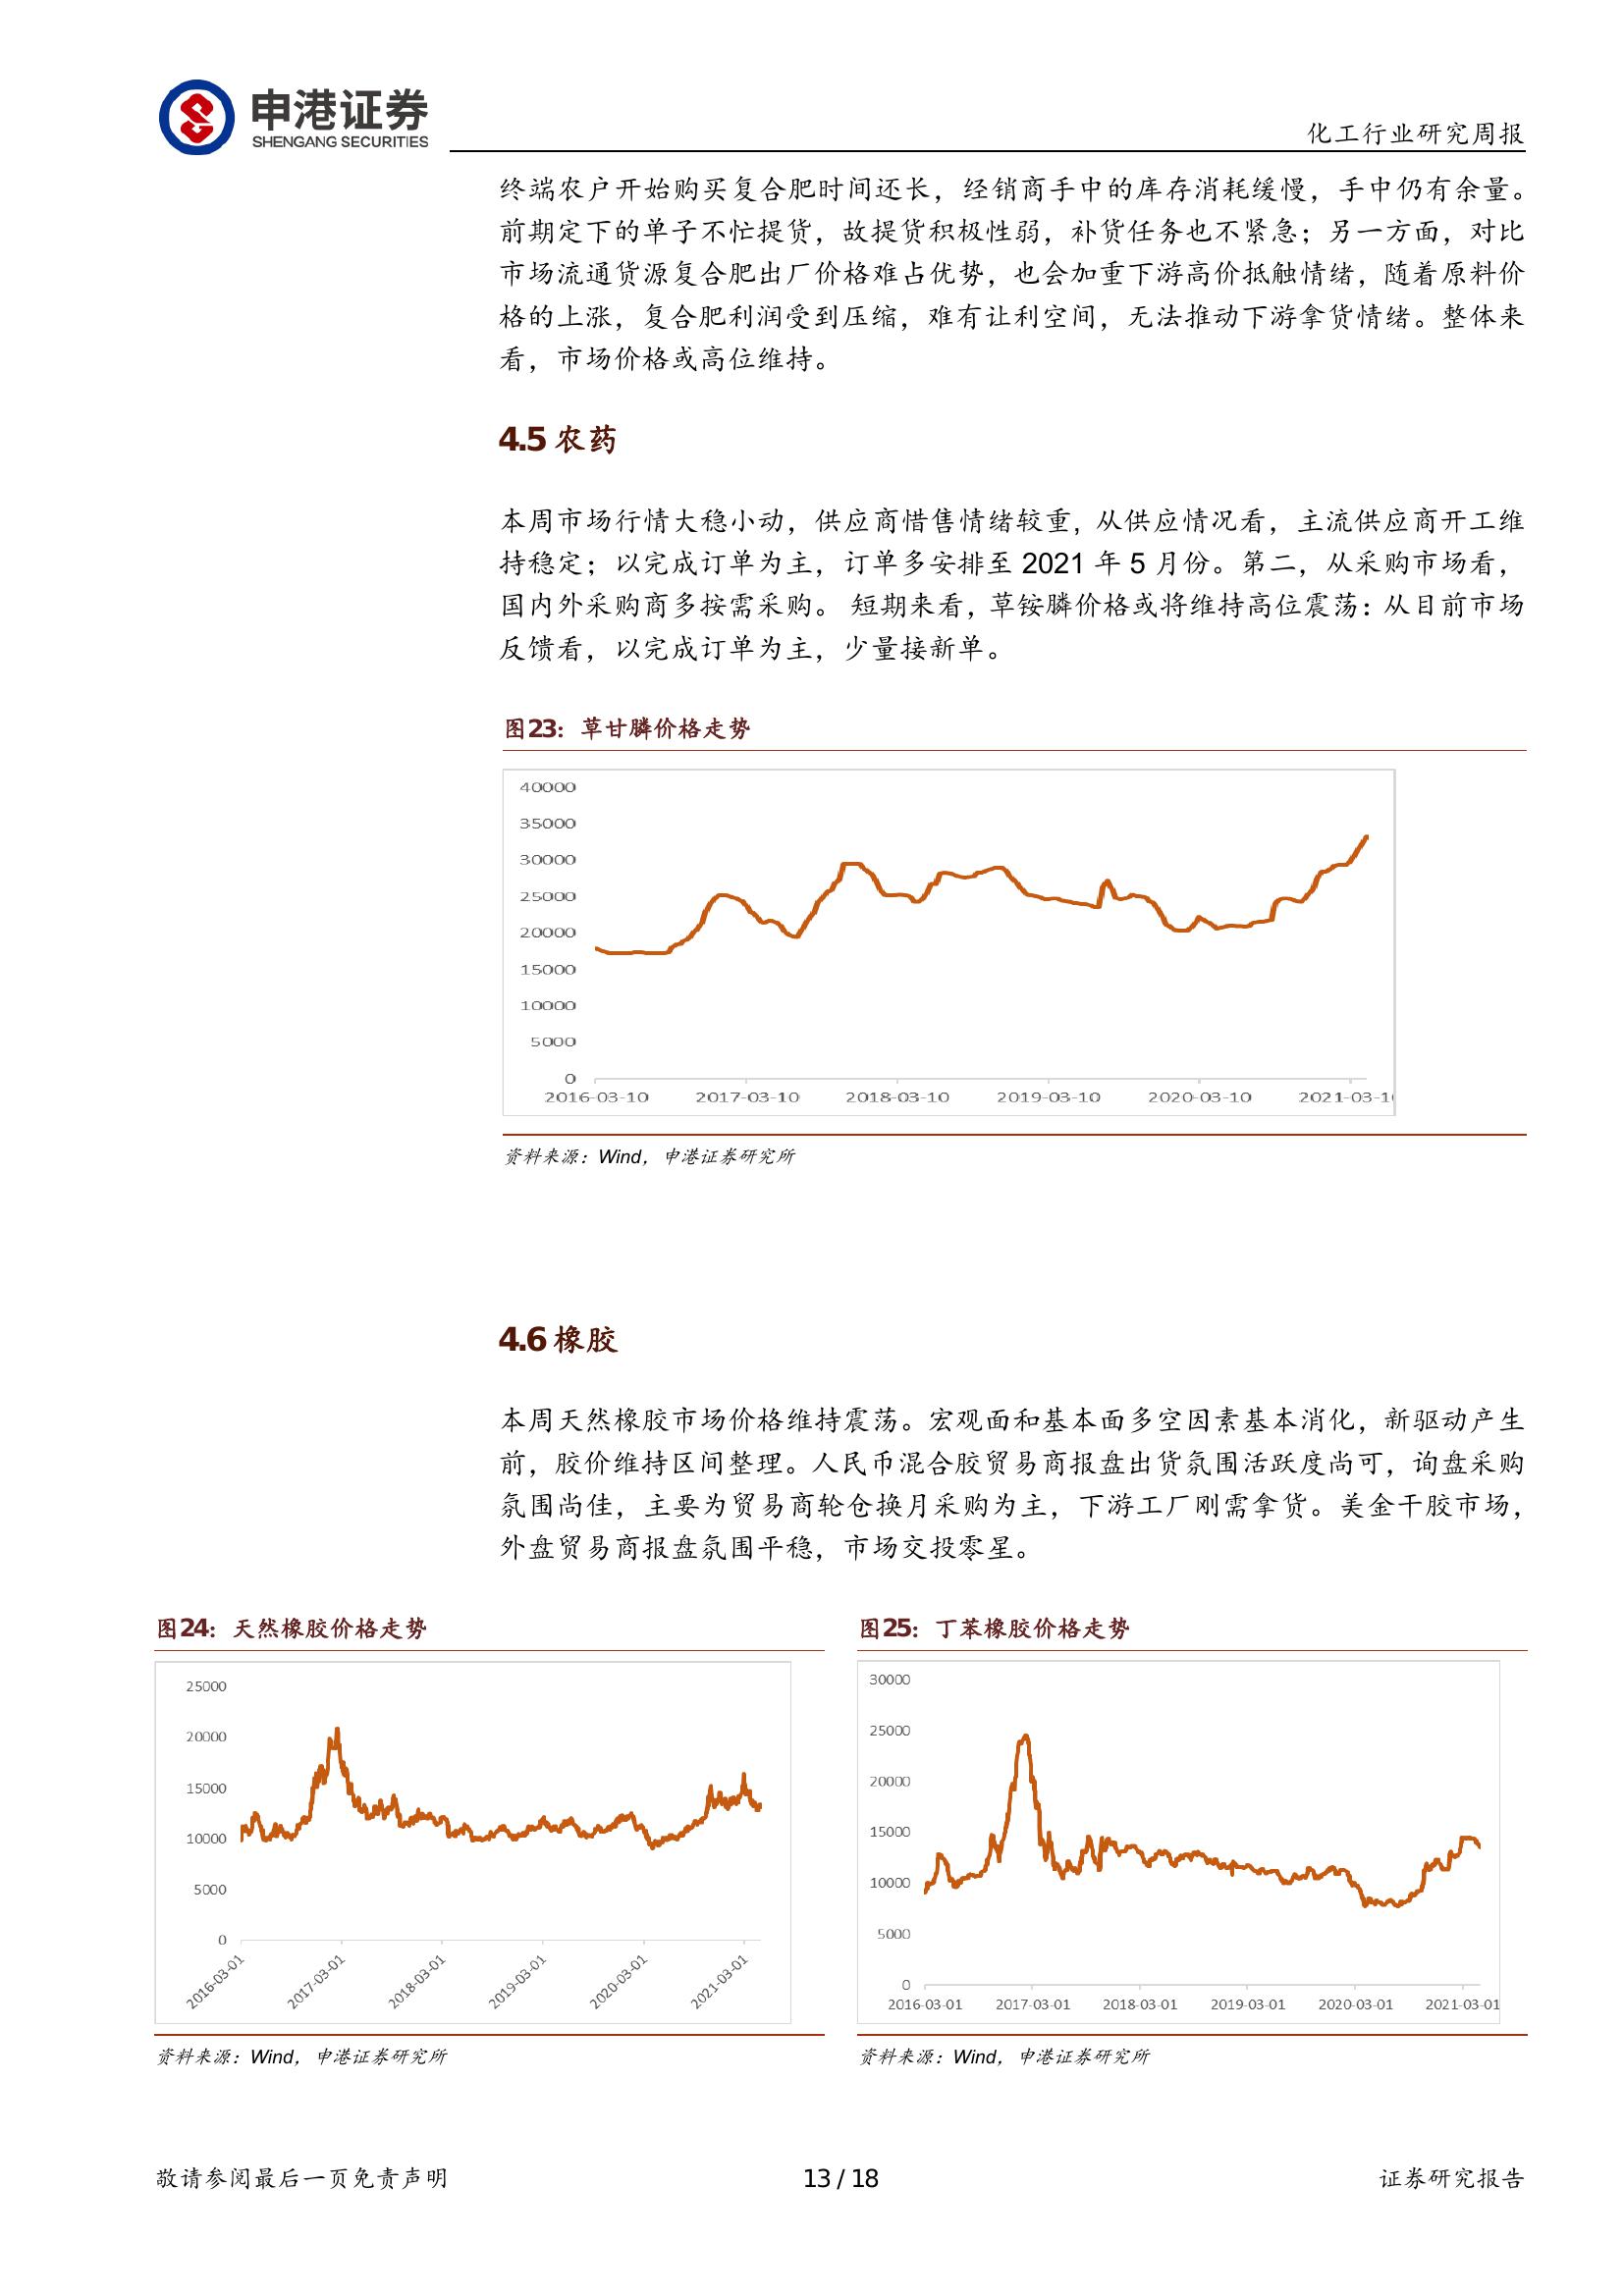 申港证券
SHENGANG SECURITIES
化工行业研究周报
终端农户开始购买复合肥时间还长，经销商手中的库存消耗缓慢，手中仍有余量。
前期定下的单子不忙提货，故提货积极性弱，补货任务也不紧急；另一方面，对比
市场流通货源复合肥出厂价格难占优势，也会加重下游高价抵触情绪，随着原料价
格的上涨，复合肥利润受到压缩，难有让利空间，无法推动下游拿货情绪。整体来
看，市场价格或高位维持。
4.5 农药
本周市场行情大稳小动，供应商惜售情绪较重，从供应情况看，主流供应商开工维
持稳定；以完成订单为主，订单多安排至 2021 年 5 月份。第二，从采购市场看，
国内外采购商多按需采购。 短期来看，草铵膦价格或将维持高位震荡：从目前市场
反馈看，以完成订单为主，少量接新单。
图23：草甘膦价格走势
40000
35000
30000
25000
20000
15000
10000
5000
0
2016-03-10 2017-03-10 2018-03-10 2019-03-10 2020-03-10 2021-03-10
资料来源：Wind，申港证券研究所
4.6 橡胶
本周天然橡胶市场价格维持震荡。宏观面和基本面多空因素基本消化，新驱动产生
前，胶价维持区间整理。人民币混合胶贸易商报盘出货氛围活跃度尚可，询盘采购
氛围尚佳，主要为贸易商轮仓换月采购为主，下游工厂刚需拿货。美金干胶市场，
外盘贸易商报盘氛围平稳，市场交投零星。
图24：天然橡胶价格走势
25000
20000
15000
10000
5000
0
2016-03-01 2017-03-01 2018-03-01 2019-03-01 2020-03-01 2021-03-01
资料来源：Wind，申港证券研究所
图25：丁苯橡胶价格走势
30000
25000
20000
15000
10000
5000
0
2016-03-01 2017-03-01 2018-03-01 2019-03-01 2020-03-01 2021-03-01
资料来源：Wind，申港证券研究所
敬请参阅最后一页免责声明
13 / 18
证券研究报告